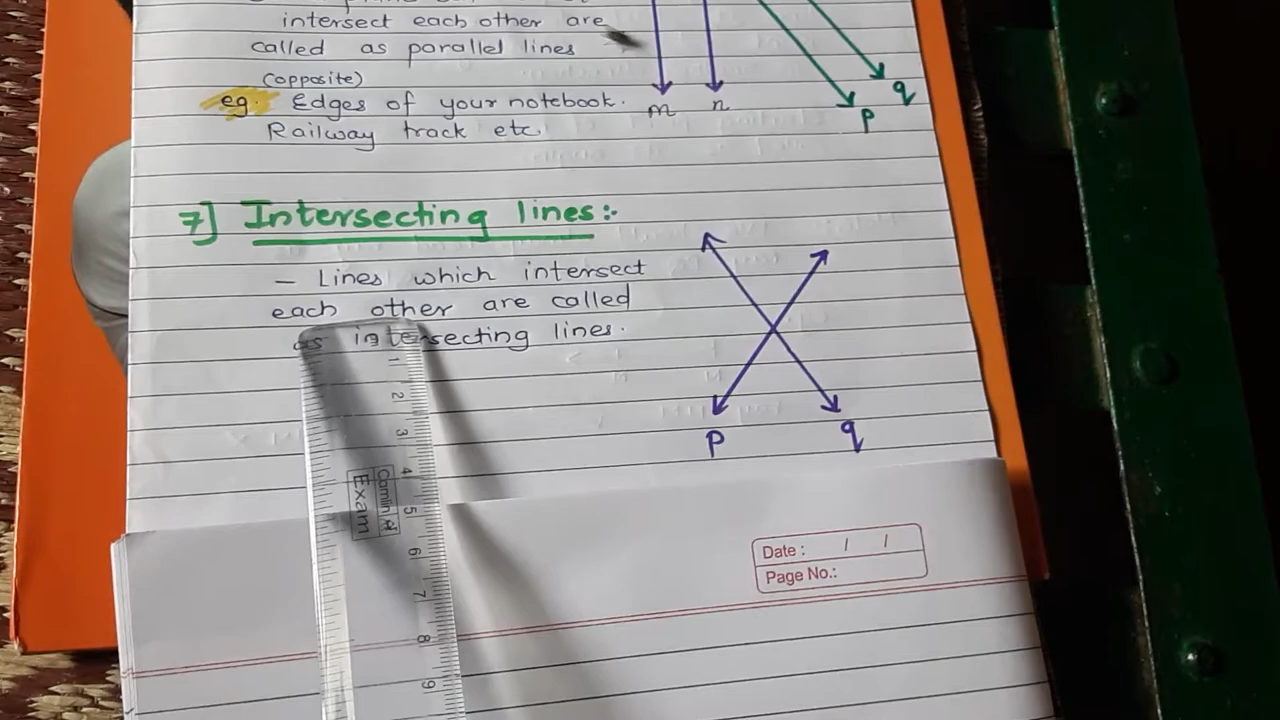 intersect each other are
called as parallel lines
(opposite)
eg. Edges of your notebook.
Railway track etc.
m n
p q
7] Intersecting lines:-
- Lines which intersect
each other are called
as intersecting lines.
p q
1
2
3
4
5
6
7
8
9
Camlin
Exam
Date : / /
Page No.: